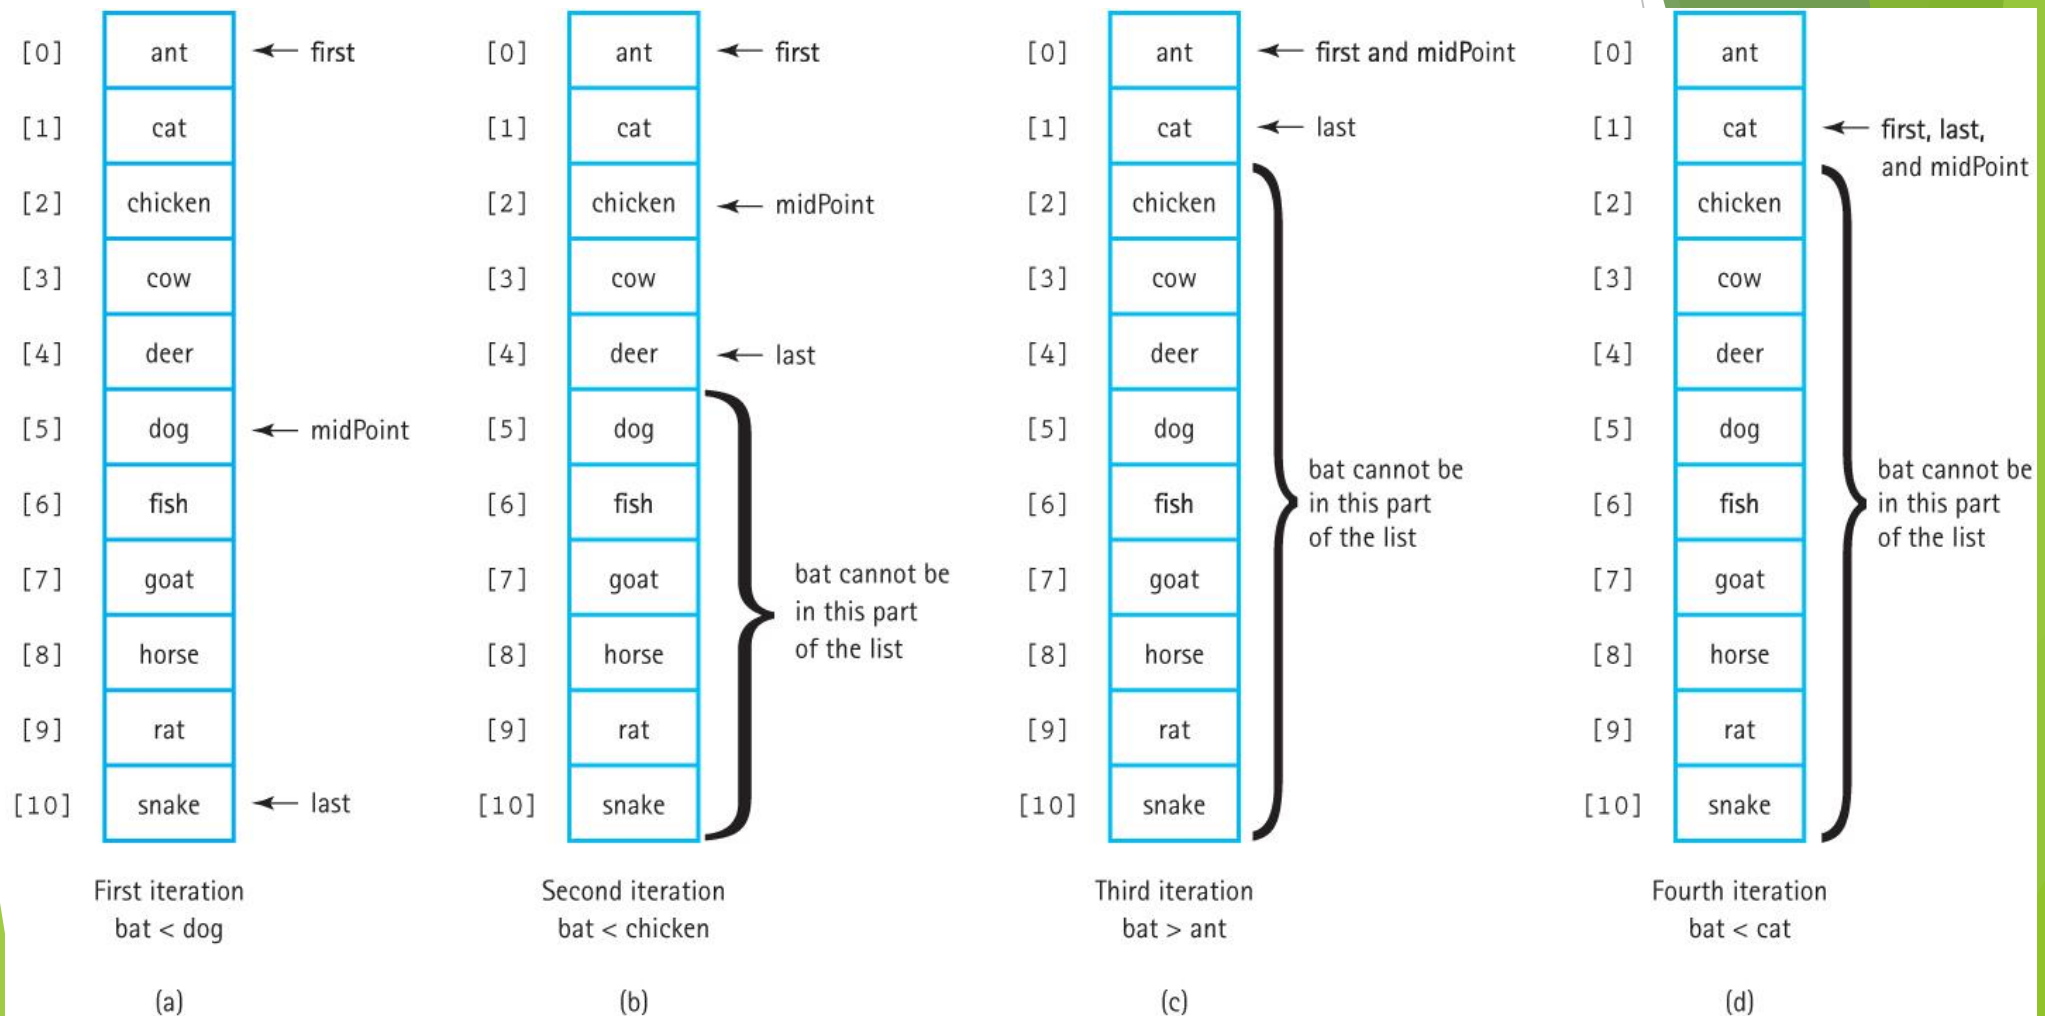 [0] ant first
[1] cat
[2] chicken
[3] cow
[4] deer
[5] dog midPoint
[6] fish
[7] goat
[8] horse
[9] rat
[10] snake last
First iteration
bat < dog
(a)
[0] ant first
[1] cat
[2] chicken midPoint
[3] cow
[4] deer last
[5] dog
[6] fish
[7] goat
[8] horse
[9] rat
[10] snake
bat cannot be
in this part
of the list
Second iteration
bat < chicken
(b)
[0] ant first and midPoint
[1] cat last
[2] chicken
[3] cow
[4] deer
[5] dog
[6] fish
[7] goat
[8] horse
[9] rat
[10] snake
bat cannot be
in this part
of the list
Third iteration
bat > ant
(c)
[0] ant
[1] cat first, last,
and midPoint
[2] chicken
[3] cow
[4] deer
[5] dog
[6] fish
[7] goat
[8] horse
[9] rat
[10] snake
bat cannot be
in this part
of the list
Fourth iteration
bat < cat
(d)